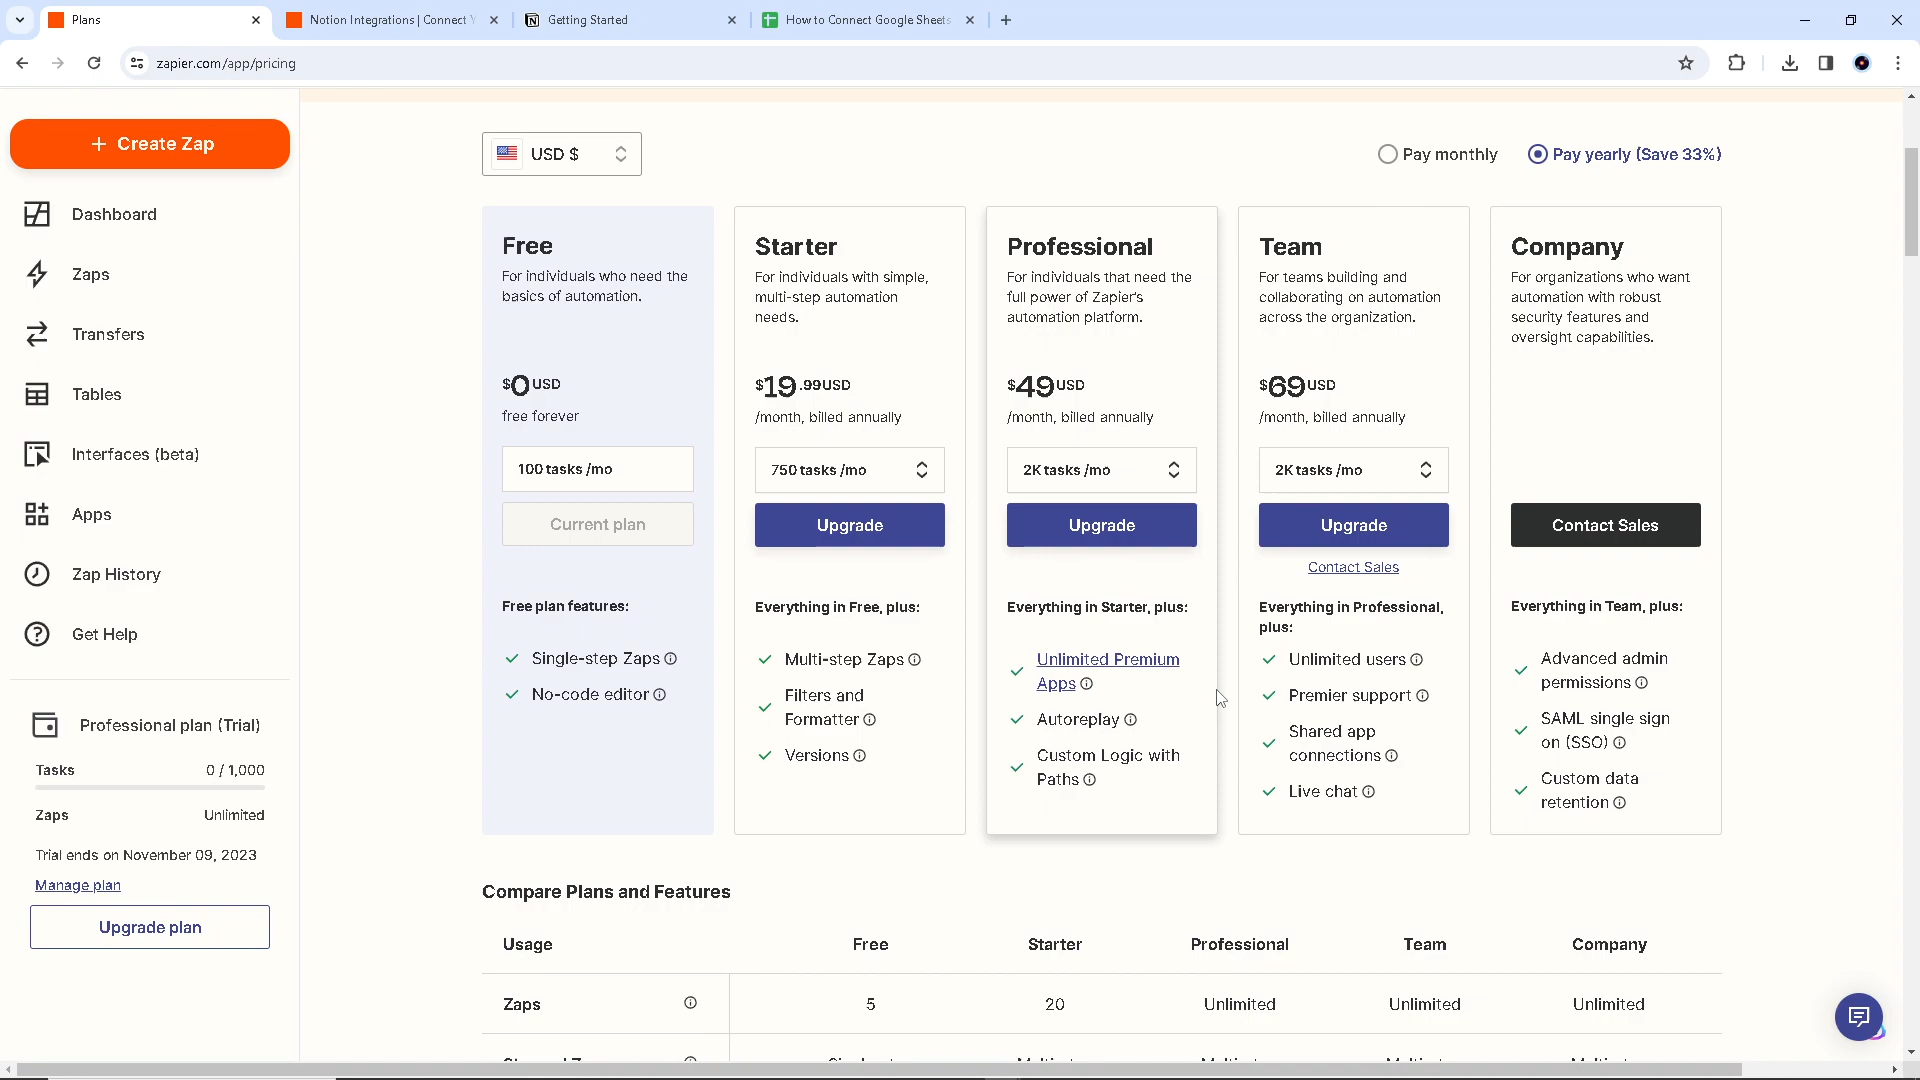 Plans
Notion Integrations | Connect Y
Getting Started
How to Connect Google Sheets
zapier.com/app/pricing
Create Zap
Dashboard
Zaps
Transfers
Tables
Interfaces (beta)
Apps
Zap History
Get Help
Professional plan (Trial)
Tasks 0 / 1,000
Zaps Unlimited
Trial ends on November 09, 2023
Manage plan
Upgrade plan
USD $
Pay monthly
Pay yearly (Save 33%)
Free
For individuals who need the
basics of automation.
$0 USD
free forever
100 tasks /mo
Current plan
Free plan features:
Single-step Zaps
No-code editor
Starter
For individuals with simple,
multi-step automation
needs.
$19.99 USD
/month, billed annually
750 tasks /mo
Upgrade
Everything in Free, plus:
Multi-step Zaps
Filters and
Formatter
Versions
Professional
For individuals that need the
full power of Zapier's
automation platform.
$49 USD
/month, billed annually
2K tasks /mo
Upgrade
Everything in Starter, plus:
Unlimited Premium
Apps
Autoreplay
Custom Logic with
Paths
Team
For teams building and
collaborating on automation
across the organization.
$69 USD
/month, billed annually
2K tasks /mo
Upgrade
Contact Sales
Everything in Professional,
plus:
Unlimited users
Premier support
Shared app
connections
Live chat
Company
For organizations who want
automation with robust
security features and
oversight capabilities.
Contact Sales
Everything in Team, plus:
Advanced admin
permissions
SAML single sign
on (SSO)
Custom data
retention
Compare Plans and Features
Usage Free Starter Professional Team Company
Zaps 5 20 Unlimited Unlimited Unlimited